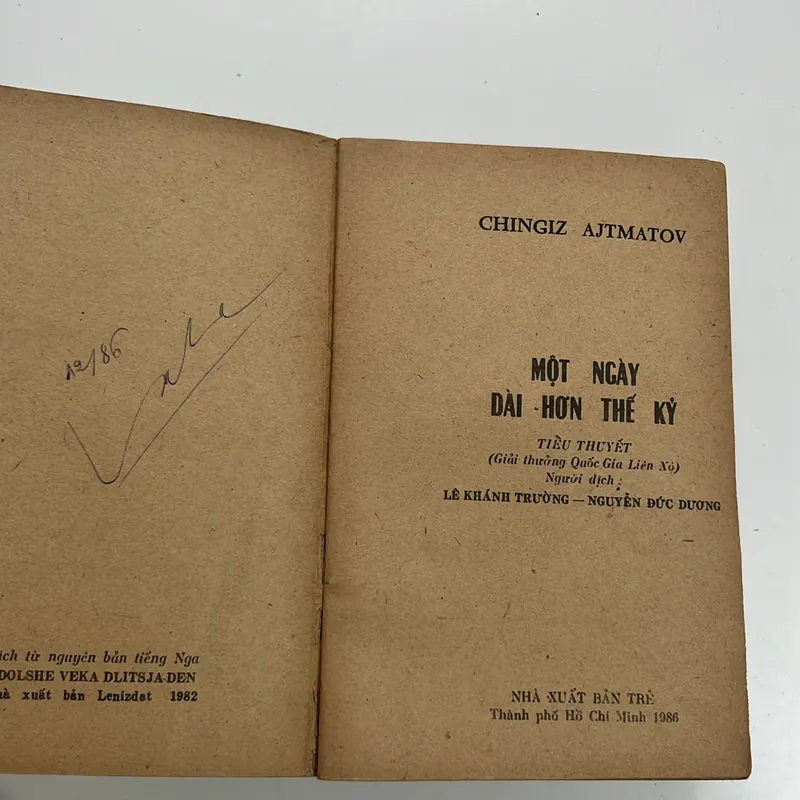 12/86
ịch từ nguyên bản tiếng Nga
DOLSHE VEKA DLITSJA DEN
hà xuất bản Lenizdat 1982
CHINGIZ AJTMATOV
MỘT NGÀY
DÀI HƠN THẾ KỶ
TIỂU THUYẾT
(Giải thưởng Quốc Gia Liên Xô)
Người dịch :
LÊ KHÁNH TRƯỜNG — NGUYỄN ĐỨC DƯƠNG
NHÀ XUẤT BẢN TRẺ
Thành phố Hồ Chí Minh 1986